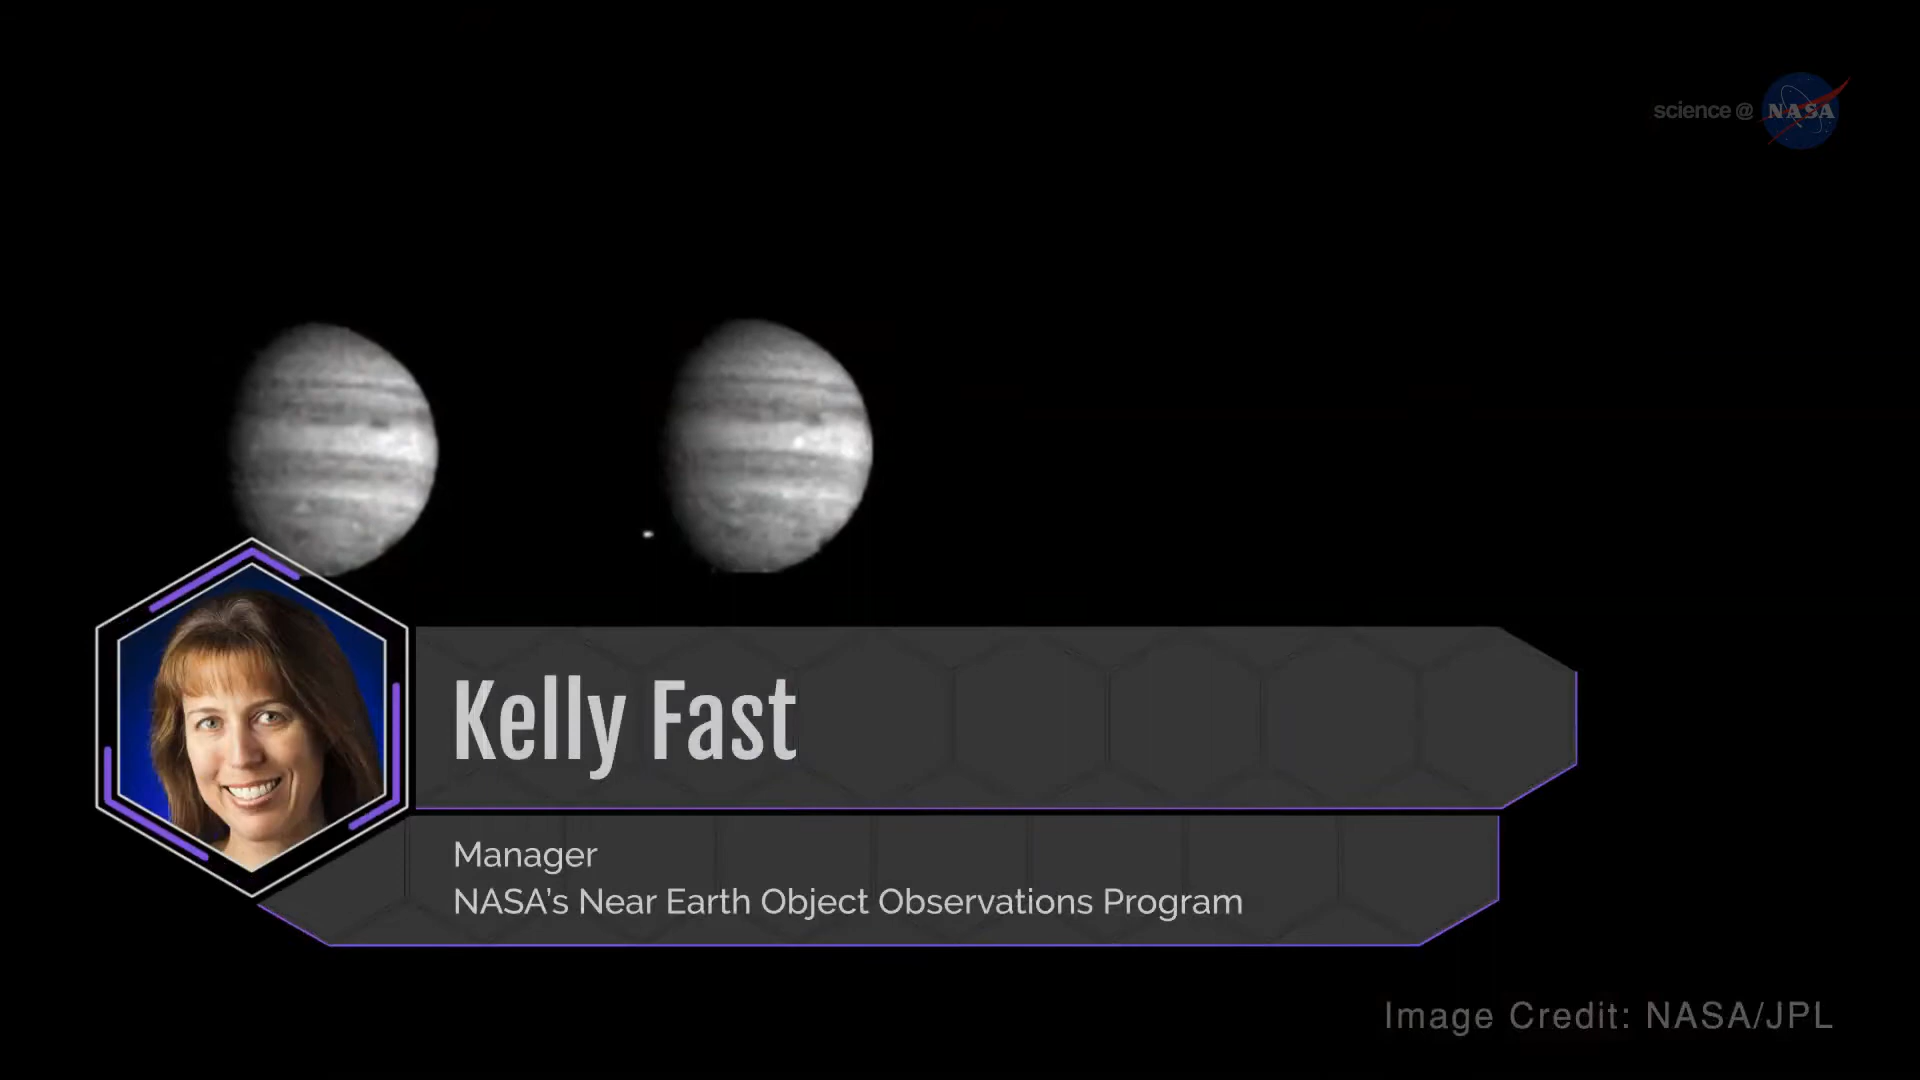 science @ NASA
Kelly Fast
Manager
NASA's Near Earth Object Observations Program
Image Credit: NASA/JPL